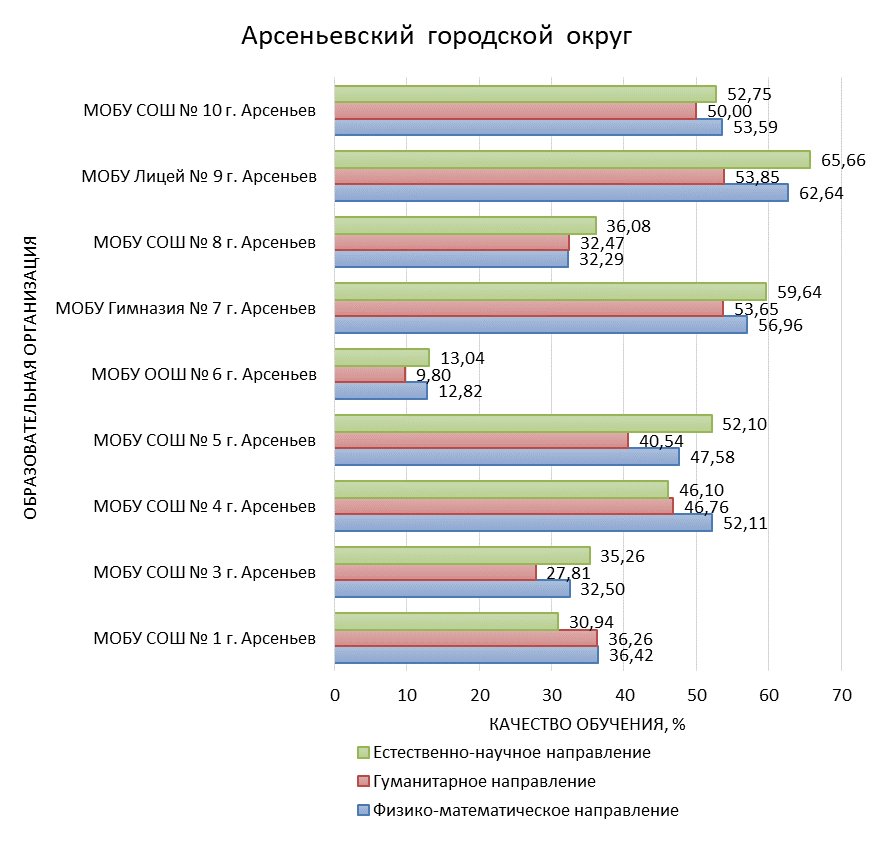 Арсеньевский городской округ
ОБРАЗОВАТЕЛЬНАЯ ОРГАНИЗАЦИЯ
МОБУ СОШ № 10 г. Арсеньев
52,75
50,00
53,59
МОБУ Лицей № 9 г. Арсеньев
65,66
53,85
62,64
МОБУ СОШ № 8 г. Арсеньев
36,08
32,47
32,29
МОБУ Гимназия № 7 г. Арсеньев
59,64
53,65
56,96
МОБУ ООШ № 6 г. Арсеньев
13,04
9,80
12,82
МОБУ СОШ № 5 г. Арсеньев
52,10
40,54
47,58
МОБУ СОШ № 4 г. Арсеньев
46,10
46,76
52,11
МОБУ СОШ № 3 г. Арсеньев
35,26
27,81
32,50
МОБУ СОШ № 1 г. Арсеньев
30,94
36,26
36,42
0 10 20 30 40 50 60 70
КАЧЕСТВО ОБУЧЕНИЯ, %
Естественно-научное направление
Гуманитарное направление
Физико-математическое направление